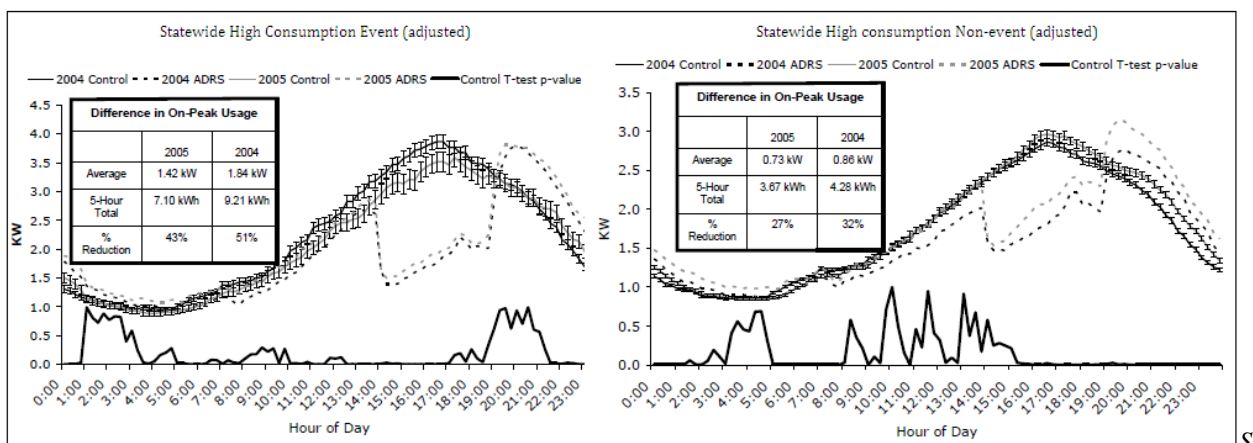 Statewide High Consumption Event (adjusted)
2004 Control 2004 ADRS 2005 Control 2005 ADRS Control T-test p-value
Difference in On-Peak Usage
2005 2004
Average 1.42 kW 1.84 kW
5-Hour Total 7.10 kWh 9.21 kWh
% Reduction 43% 51%
KW
4.5
4.0
3.5
3.0
2.5
2.0
1.5
1.0
0.5
0.0
0:00 1:00 2:00 3:00 4:00 5:00 6:00 7:00 8:00 9:00 10:00 11:00 12:00 13:00 14:00 15:00 16:00 17:00 18:00 19:00 20:00 21:00 22:00 23:00
Hour of Day
Statewide High consumption Non-event (adjusted)
2004 Control 2004 ADRS 2005 Control 2005 ADRS Control T-test p-value
Difference in On-Peak Usage
2005 2004
Average 0.73 kW 0.86 kW
5-Hour Total 3.67 kWh 4.28 kWh
% Reduction 27% 32%
KW
3.5
3.0
2.5
2.0
1.5
1.0
0.5
0.0
0:00 1:00 2:00 3:00 4:00 5:00 6:00 7:00 8:00 9:00 10:00 11:00 12:00 13:00 14:00 15:00 16:00 17:00 18:00 19:00 20:00 21:00 22:00 23:00
Hour of Day
S